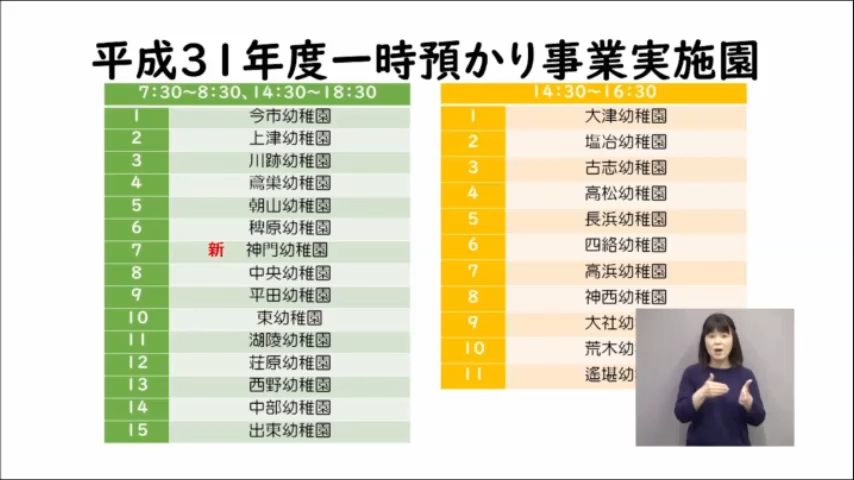 平成31年度一時預かり事業実施園
7:30～8:30、14:30～18:30
1 今市幼稚園
2 上津幼稚園
3 川跡幼稚園
4 鳶巣幼稚園
5 朝山幼稚園
6 稗原幼稚園
7 新 神門幼稚園
8 中央幼稚園
9 平田幼稚園
10 東幼稚園
11 湖陵幼稚園
12 荘原幼稚園
13 西野幼稚園
14 中部幼稚園
15 出東幼稚園
14:30～16:30
1 大津幼稚園
2 塩冶幼稚園
3 古志幼稚園
4 高松幼稚園
5 長浜幼稚園
6 四絡幼稚園
7 高浜幼稚園
8 神西幼稚園
9 大社幼
10 荒木幼
11 遙堪幼